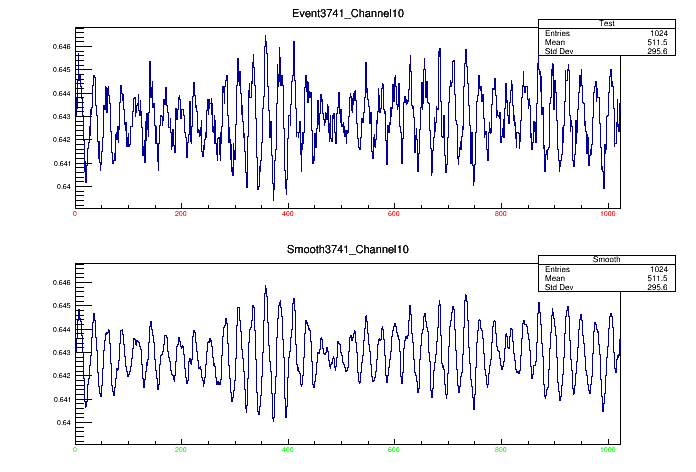 Event3741_Channel10
Test
Entries 1024
Mean 511.5
Std Dev 295.6
0.646
0.645
0.644
0.643
0.642
0.641
0.64
0 200 400 600 800 1000
Smooth3741_Channel10
Smooth
Entries 1024
Mean 511.5
Std Dev 295.6
0.646
0.645
0.644
0.643
0.642
0.641
0.64
0 200 400 600 800 1000